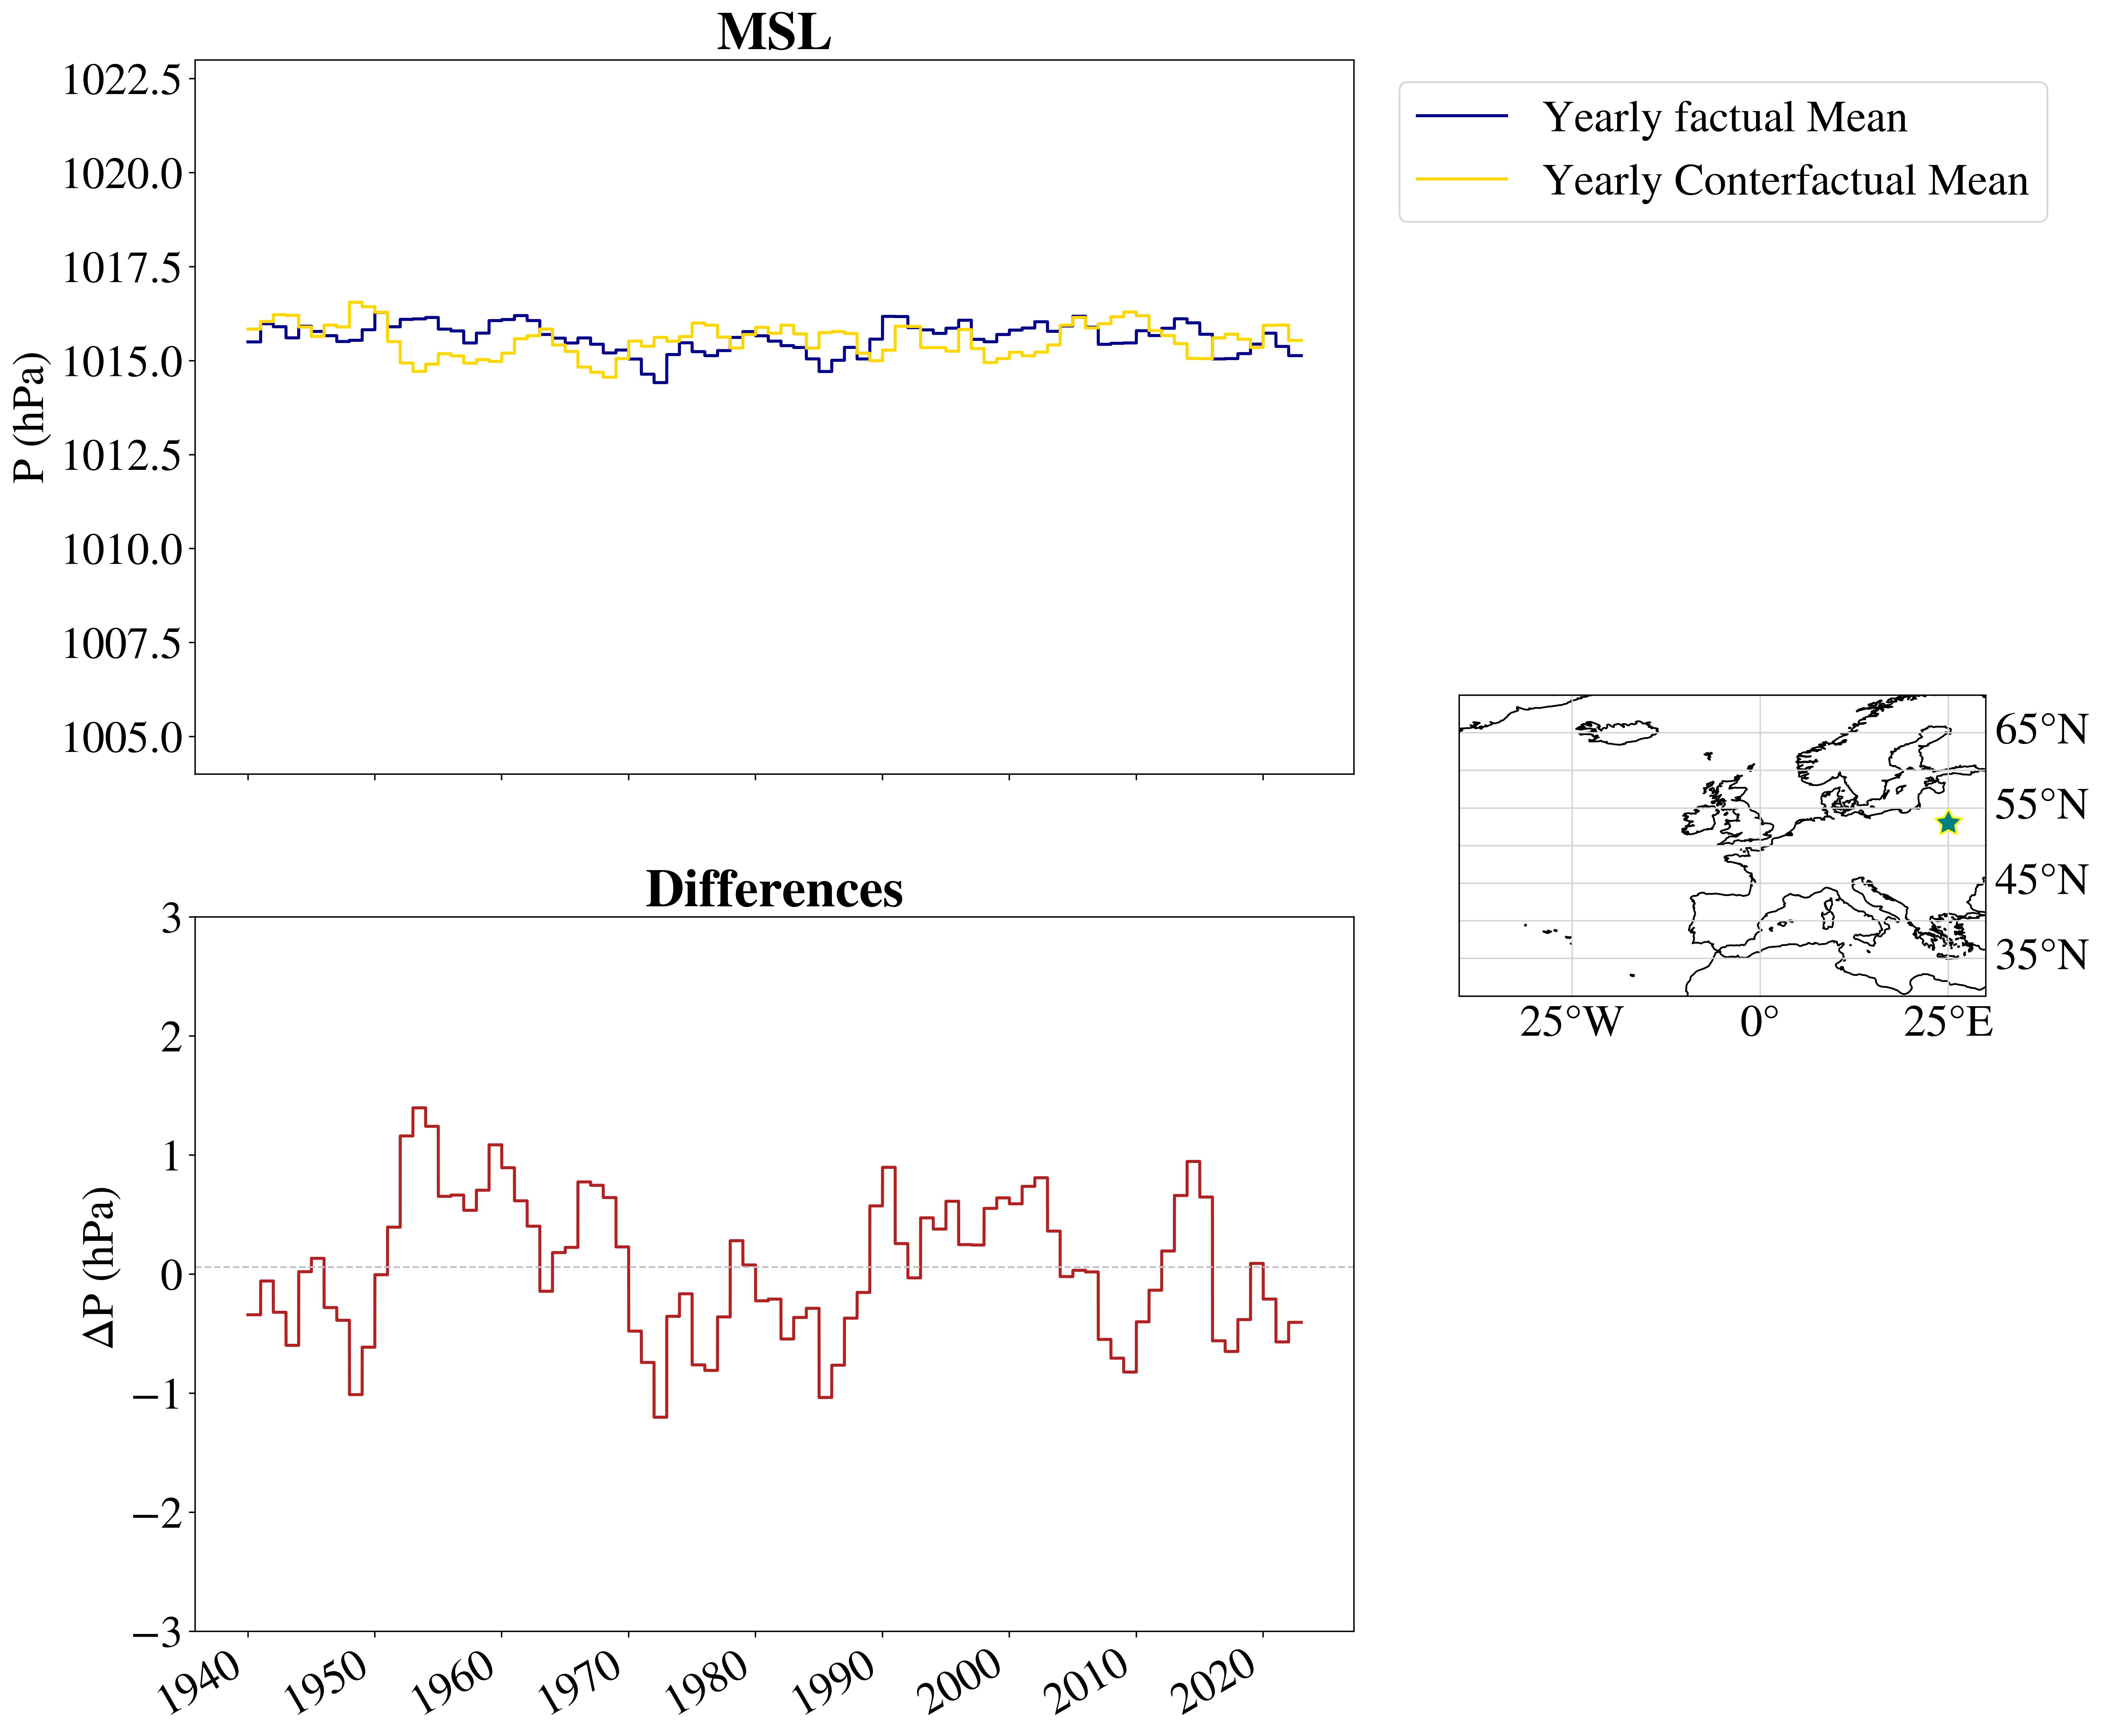 MSL
1022.5
1020.0
1017.5
1015.0
1012.5
1010.0
1007.5
1005.0
P (hPa)
Yearly factual Mean
Yearly Conterfactual Mean
65°N
55°N
45°N
35°N
25°W 0° 25°E
Differences
3
2
1
0
−1
−2
−3
ΔP (hPa)
1940 1950 1960 1970 1980 1990 2000 2010 2020